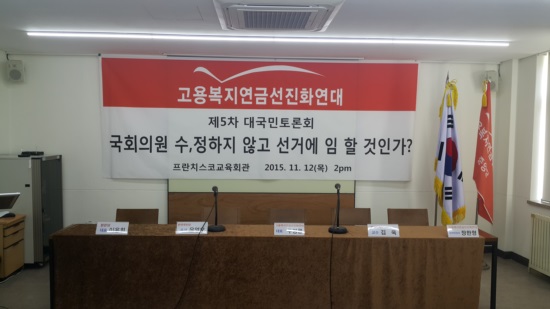 고용복지연금선진화연대
제5차 대국민토론회
국회의원 수,정하지 않고 선거에 임 할 것인가?
프란치스코교육회관 2015. 11. 12(목) 2pm
김 욱